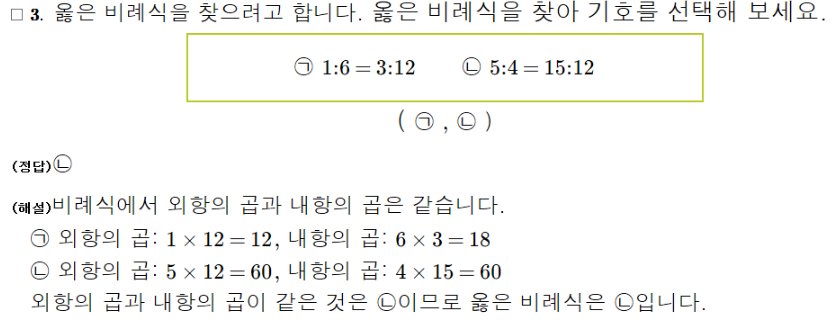 □ 3. 옳은 비례식을 찾으려고 합니다. 옳은 비례식을 찾아 기호를 선택해 보세요.
㉠ 1:6 = 3:12 ㉡ 5:4 = 15:12
( ㉠ , ㉡ )
(정답)㉡
(해설)비례식에서 외항의 곱과 내항의 곱은 같습니다.
㉠ 외항의 곱: 1 × 12 = 12, 내항의 곱: 6 × 3 = 18
㉡ 외항의 곱: 5 × 12 = 60, 내항의 곱: 4 × 15 = 60
외항의 곱과 내항의 곱이 같은 것은 ㉡이므로 옳은 비례식은 ㉡입니다.